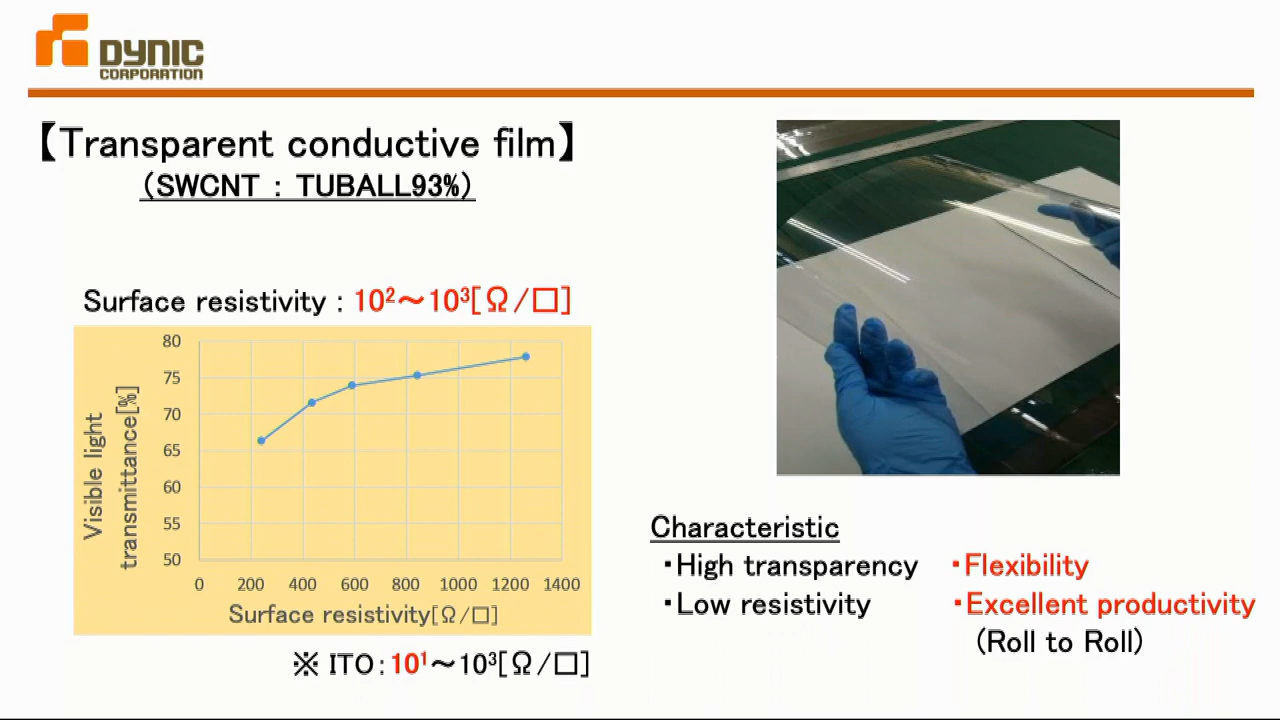 DYNIC
CORPORATION
【Transparent conductive film】
(SWCNT : TUBALL93%)
Surface resistivity : 10²～10³[Ω/□]
80
75
70
65
60
55
50
Visible light
transmittance[%]
0 200 400 600 800 1000 1200 1400
Surface resistivity[Ω/□]
※ ITO：10¹～10³[Ω/□]
Characteristic
・High transparency ・Flexibility
・Low resistivity ・Excellent productivity
(Roll to Roll)